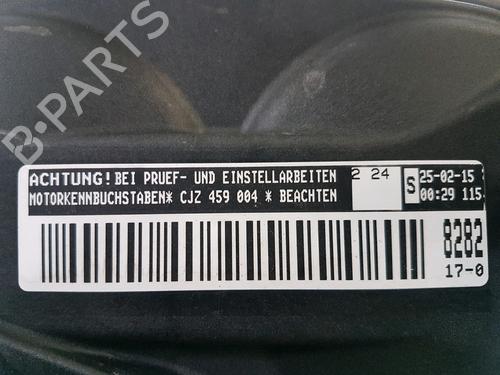 B-PARTS
ACHTUNG! BEI PRUEF- UND EINSTELLARBEITEN 2 24 S 25-02-15
MOTORKENNBUCHSTABEN* CJZ 459 004 * BEACHTEN 00:29 115
8282
17-0